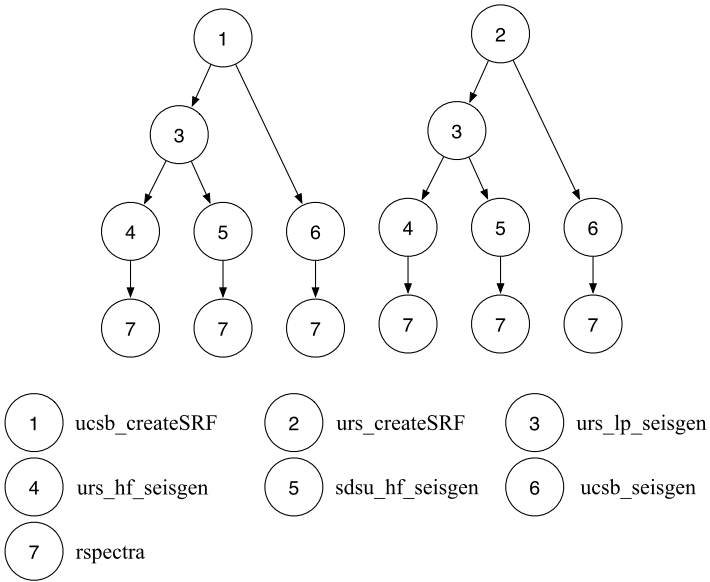 1 2
3 3
4 5 6 4 5 6
7 7 7 7 7 7
1 ucsb_createSRF 2 urs_createSRF 3 urs_lp_seisgen
4 urs_hf_seisgen 5 sdsu_hf_seisgen 6 ucsb_seisgen
7 rspectra